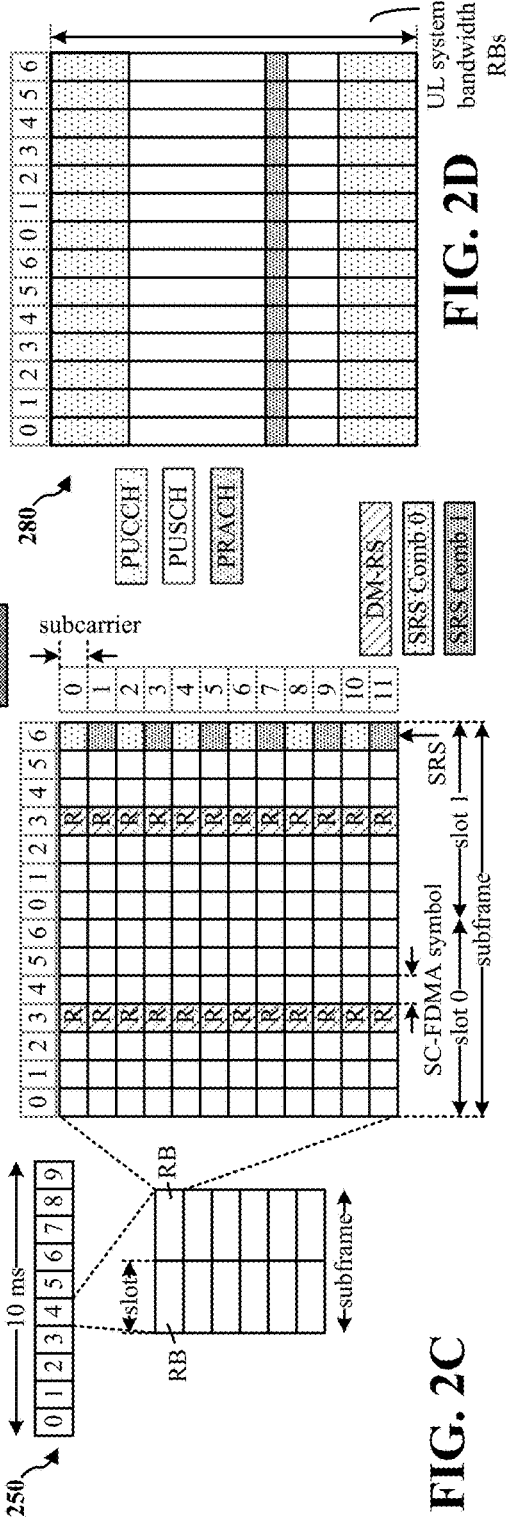 250
10 ms
0 1 2 3 4 5 6 7 8 9
slot
RB
RB
subframe
FIG. 2C
0 1 2 3 4 5 6 0 1 2 3 4 5 6
subcarrier
R R 0
R R 1
R R 2
R R 3
R R 4
R R 5
R R 6
R R 7
R R 8
R R 9
R R 10
R R 11
SC-FDMA symbol
SRS
slot 0
slot 1
subframe
DM-RS
SRS Comb 0
SRS Comb 1
280
PUCCH
PUSCH
PRACH
0 1 2 3 4 5 6 0 1 2 3 4 5 6
UL system
bandwidth
RBs
FIG. 2D